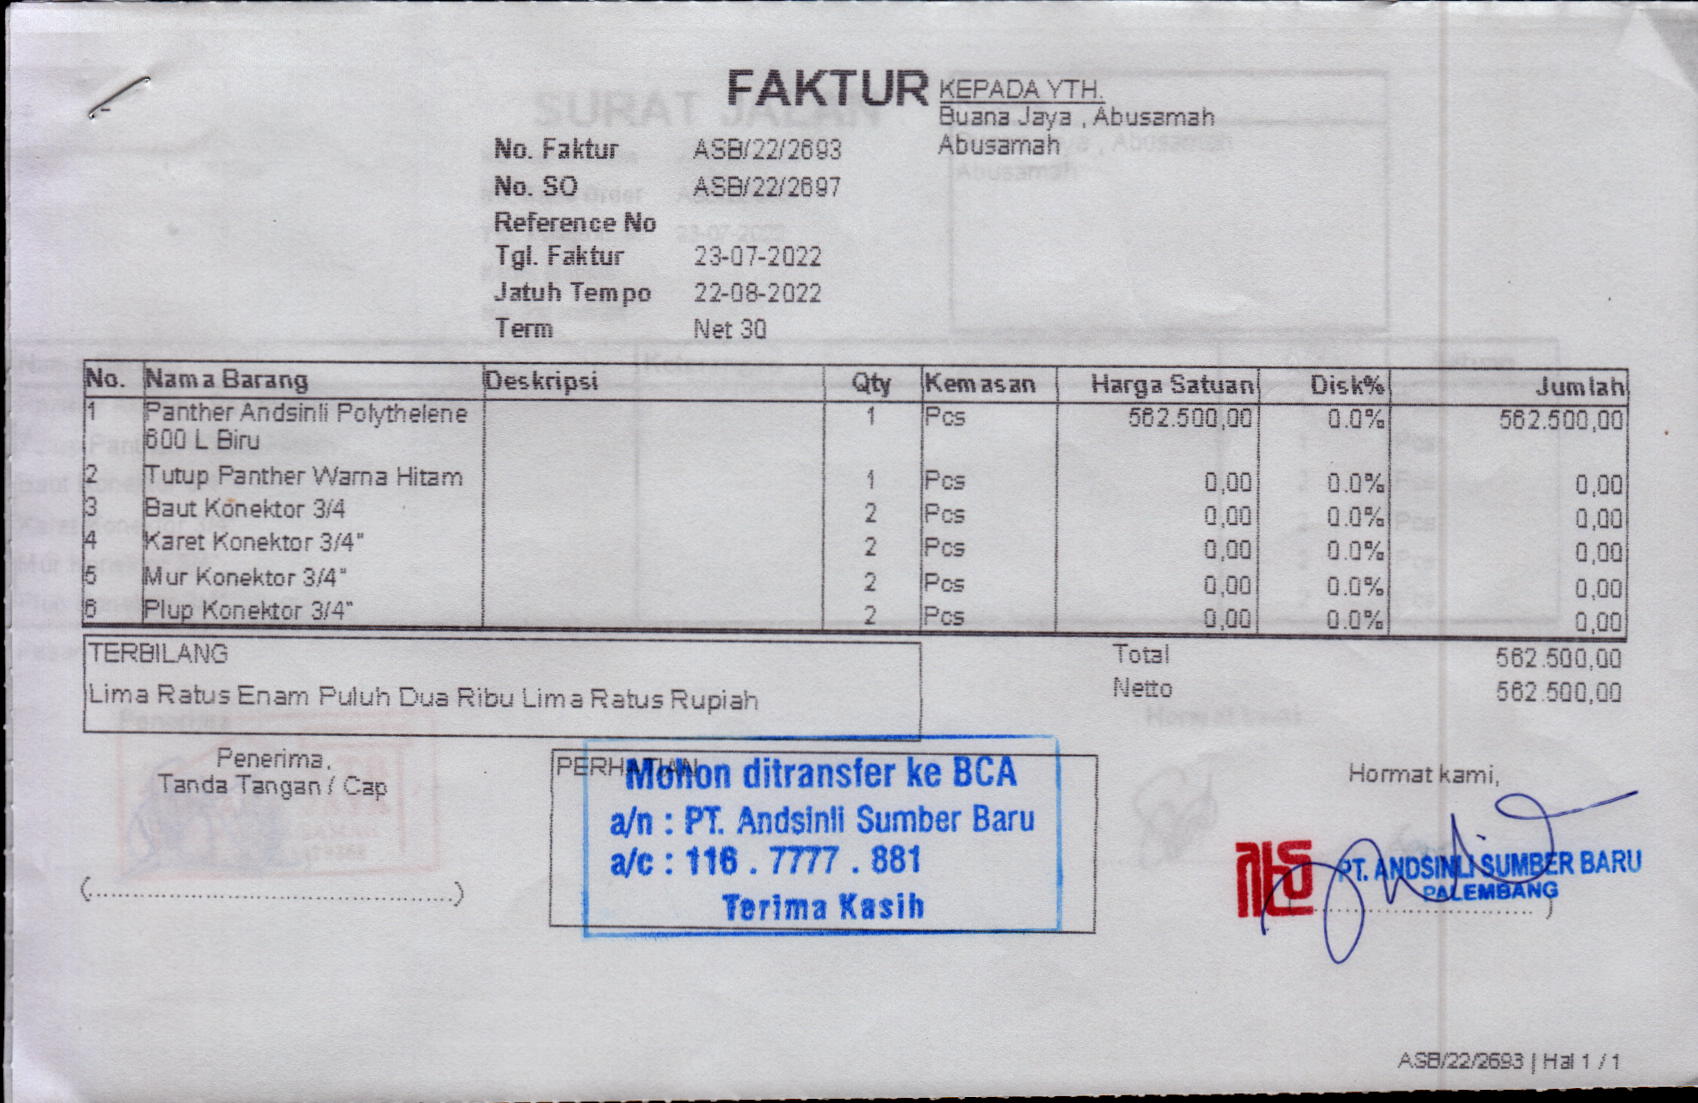 FAKTUR
KEPADA YTH.
Buana Jaya , Abusamah
Abusamah
No. Faktur ASB/22/2693
No. SO ASB/22/2697
Reference No
Tgl. Faktur 23-07-2022
Jatuh Tempo 22-08-2022
Term Net 30
No. Nama Barang Deskripsi Qty Kemasan Harga Satuan Disk% Jumlah
1 Panther Andsinli Polythelene 1 Pcs 562.500,00 0.0% 562.500,00
600 L Biru
2 Tutup Panther Warna Hitam 1 Pcs 0,00 0.0% 0,00
3 Baut Konektor 3/4 2 Pcs 0,00 0.0% 0,00
4 Karet Konektor 3/4" 2 Pcs 0,00 0.0% 0,00
5 Mur Konektor 3/4" 2 Pcs 0,00 0.0% 0,00
6 Plup Konektor 3/4" 2 Pcs 0,00 0.0% 0,00
TERBILANG
Lima Ratus Enam Puluh Dua Ribu Lima Ratus Rupiah
Total 562.500,00
Netto 562.500,00
Penerima,
Tanda Tangan / Cap
(................................................)
PERHATIAN
Mohon ditransfer ke BCA
a/n : PT. Andsinli Sumber Baru
a/c : 116 . 7777 . 881
Terima Kasih
Hormat kami,
PT. ANDSINLI SUMBER BARU
PALEMBANG
ASB/22/2693 | Hal 1 / 1